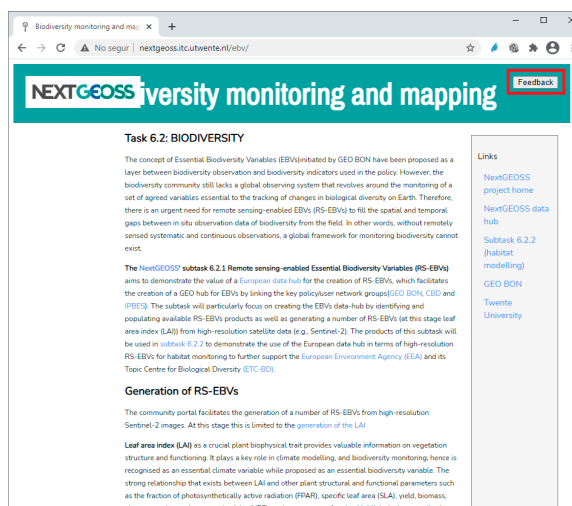 Biodiversity monitoring and map
No segur | nextgeoss.itc.utwente.nl/ebv/
NEXTGEOSS
iversity monitoring and mapping
Feedback
Task 6.2: BIODIVERSITY
The concept of Essential Biodiversity Variables (EBVs)initiated by GEO BON have been proposed as a
layer between biodiversity observation and biodiversity indicators used in the policy. However, the
biodiversity community still lacks a global observing system that revolves around the monitoring of a
set of agreed variables essential to the tracking of changes in biological diversity on Earth. Therefore,
there is an urgent need for remote sensing-enabled EBVs (RS-EBVs) to fill the spatial and temporal
gaps between in situ observation data of biodiversity from the field. In other words, without remotely
sensed systematic and continuous observations, a global framework for monitoring biodiversity cannot
exist.
The NextGEOSS' subtask 6.2.1 Remote sensing-enabled Essential Biodiversity Variables (RS-EBVs)
aims to demonstrate the value of a European data hub for the creation of RS-EBVs, which facilitates
the creation of a GEO hub for EBVs by linking the key policy/user network groups(GEO BON, CBD and
IPBES). The subtask will particularly focus on creating the EBVs data-hub by identifying and
populating available RS-EBVs products as well as generating a number of RS-EBVs (at this stage leaf
area index (LAI)) from high-resolution satellite data (e.g., Sentinel-2). The products of this subtask will
be used in subtask 6.2.2 to demonstrate the use of the European data hub in terms of high-resolution
RS-EBVs for habitat monitoring to further support the European Environment Agency (EEA) and its
Topic Centre for Biological Diversity (ETC-BD).
Generation of RS-EBVs
The community portal facilitates the generation of a number of RS-EBVs from high-resolution
Sentinel-2 images. At this stage this is limited to the generation of the LAI
Leaf area index (LAI) as a crucial plant biophysical trait provides valuable information on vegetation
structure and functioning. It plays a key role in climate modelling, and biodiversity monitoring; hence is
recognised as an essential climate variable while proposed as an essential biodiversity variable. The
strong relationship that exists between LAI and other plant structural and functional parameters such
as the fraction of photosynthetically active radiation (FPAR), specific leaf area (SLA), yield, biomass,
Links
NextGEOSS
project home
NextGEOSS data
hub
Subtask 6.2.2
(habitat
modelling)
GEO BON
Twente
University